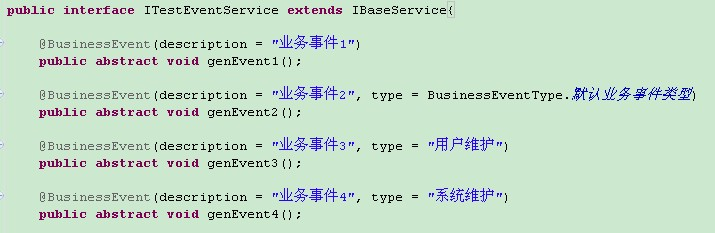 public interface ITestEventService extends IBaseService{
@BusinessEvent(description = "业务事件1")
public abstract void genEvent1();
@BusinessEvent(description = "业务事件2", type = BusinessEventType.默认业务事件类型)
public abstract void genEvent2();
@BusinessEvent(description = "业务事件3", type = "用户维护")
public abstract void genEvent3();
@BusinessEvent(description = "业务事件4", type = "系统维护")
public abstract void genEvent4();